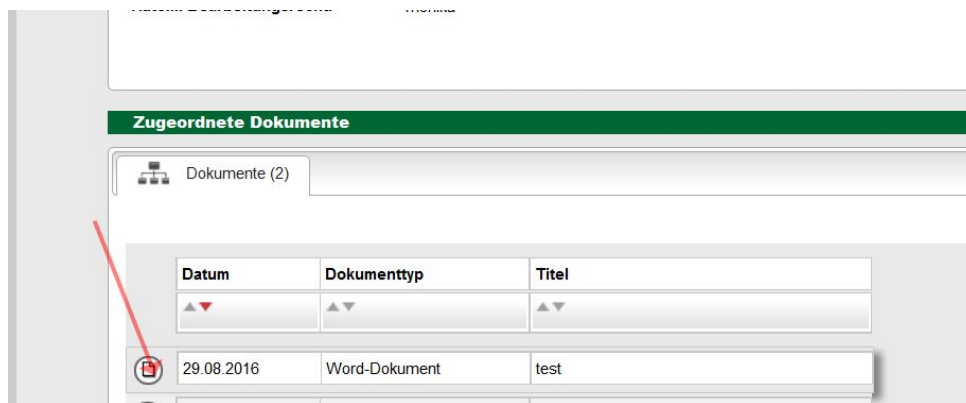 Zugeordnete Dokumente
Dokumente (2)
Datum Dokumenttyp Titel
29.08.2016 Word-Dokument test